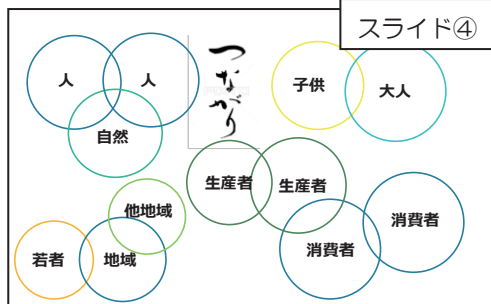 スライド④
つながり
人
人
自然
子供
大人
生産者
生産者
消費者
消費者
他地域
若者
地域